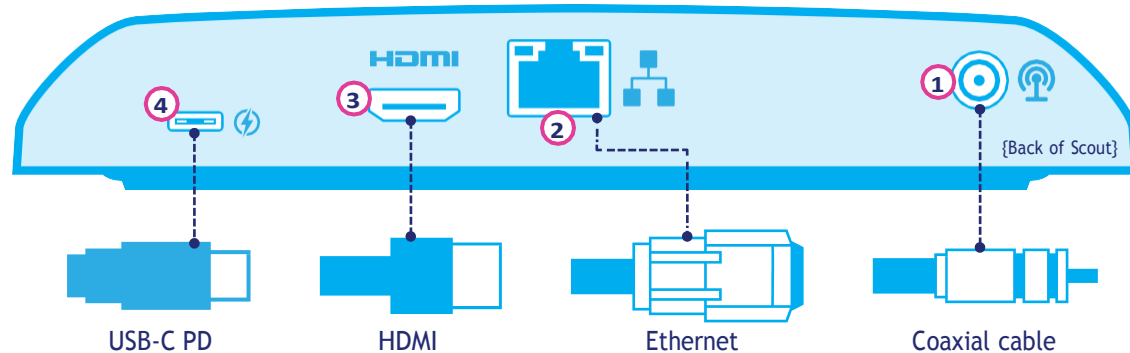 HDMI
1
4
3
2
{Back of Scout}
USB-C PD
HDMI
Ethernet
Coaxial cable